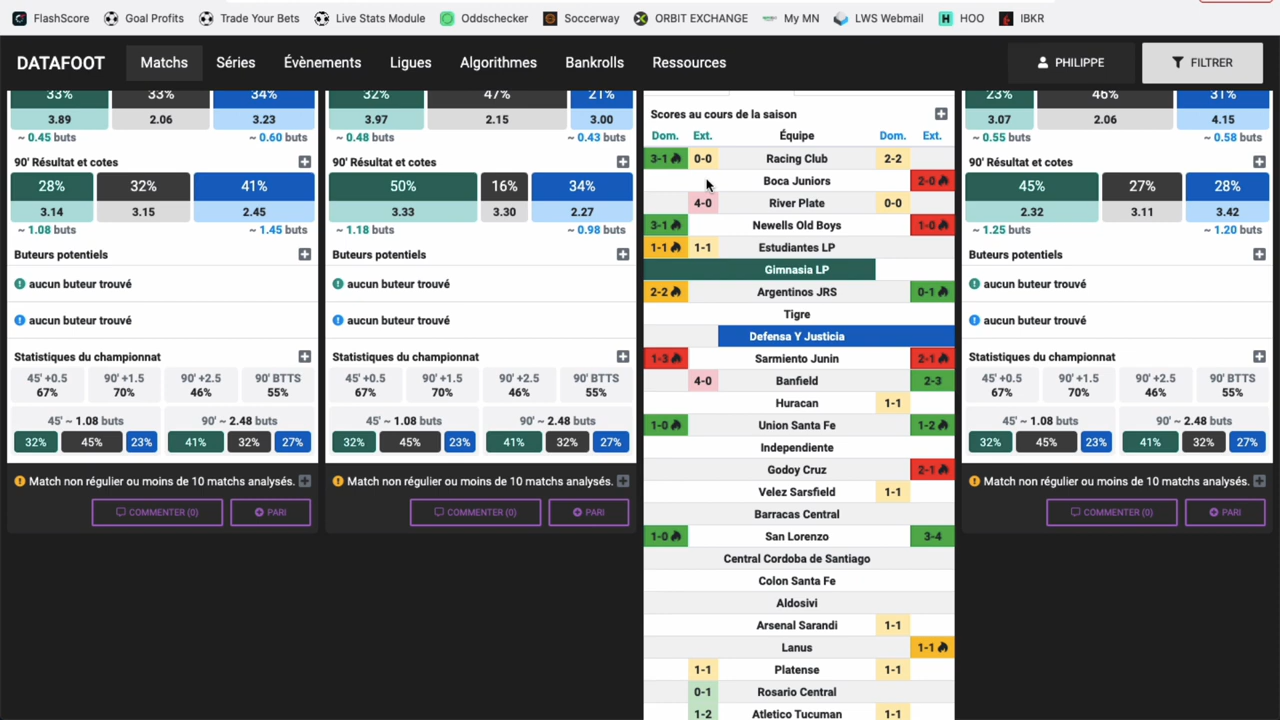 FlashScore Goal Profits Trade Your Bets Live Stats Module Oddschecker Soccerway ORBIT EXCHANGE My MN LWS Webmail HOO IBKR
DATAFOOT Matchs Séries Évènements Ligues Algorithmes Bankrolls Ressources PHILIPPE FILTRER
33% 33% 34%
3.89 2.06 3.23
~ 0.45 buts ~ 0.60 buts
90' Résultat et cotes
28% 32% 41%
3.14 3.15 2.45
~ 1.08 buts ~ 1.45 buts
Buteurs potentiels
aucun buteur trouvé
aucun buteur trouvé
Statistiques du championnat
45' +0.5 90' +1.5 90' +2.5 90' BTTS
67% 70% 46% 55%
45' ~ 1.08 buts 90' ~ 2.48 buts
32% 45% 23% 41% 32% 27%
Match non régulier ou moins de 10 matchs analysés.
COMMENTER (0) PARI
32% 47% 21%
3.97 2.15 3.00
~ 0.48 buts ~ 0.43 buts
90' Résultat et cotes
50% 16% 34%
3.33 3.30 2.27
~ 1.18 buts ~ 0.98 buts
Buteurs potentiels
aucun buteur trouvé
aucun buteur trouvé
Statistiques du championnat
45' +0.5 90' +1.5 90' +2.5 90' BTTS
67% 70% 46% 55%
45' ~ 1.08 buts 90' ~ 2.48 buts
32% 45% 23% 41% 32% 27%
Match non régulier ou moins de 10 matchs analysés.
COMMENTER (0) PARI
Scores au cours de la saison
Dom. Ext. Équipe Dom. Ext.
3-1 0-0 Racing Club 2-2
Boca Juniors 2-0
4-0 River Plate 0-0
3-1 Newells Old Boys 1-0
1-1 1-1 Estudiantes LP
Gimnasia LP
2-2 Argentinos JRS 0-1
Tigre
Defensa Y Justicia
1-3 Sarmiento Junin 2-1
4-0 Banfield 2-3
Huracan 1-1
1-0 Union Santa Fe 1-2
Independiente
Godoy Cruz 2-1
Velez Sarsfield 1-1
Barracas Central
1-0 San Lorenzo 3-4
Central Cordoba de Santiago
Colon Santa Fe
Aldosivi
Arsenal Sarandi 1-1
Lanus 1-1
1-1 Platense 1-1
0-1 Rosario Central
1-2 Atletico Tucuman 1-1
23% 46% 31%
3.07 2.06 4.15
~ 0.55 buts ~ 0.58 buts
90' Résultat et cotes
45% 27% 28%
2.32 3.11 3.42
~ 1.25 buts ~ 1.20 buts
Buteurs potentiels
aucun buteur trouvé
aucun buteur trouvé
Statistiques du championnat
45' +0.5 90' +1.5 90' +2.5 90' BTTS
67% 70% 46% 55%
45' ~ 1.08 buts 90' ~ 2.48 buts
32% 45% 23% 41% 32% 27%
Match non régulier ou moins de 10 matchs analysés.
COMMENTER (0) PARI